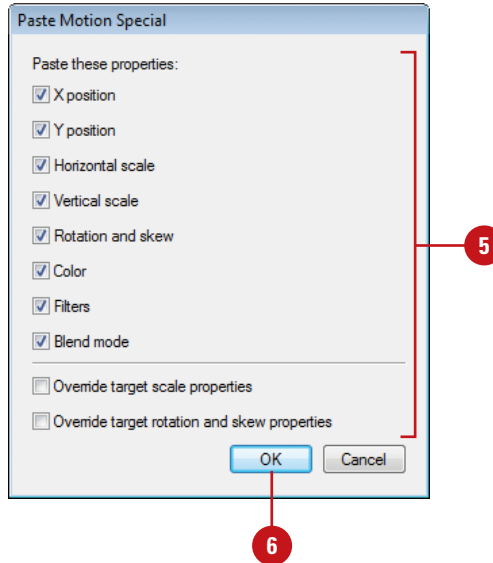 Paste Motion Special
Paste these properties:
X position
Y position
Horizontal scale
Vertical scale
Rotation and skew
5
Color
Filters
Blend mode
Override target scale properties
Override target rotation and skew properties
OK Cancel
6